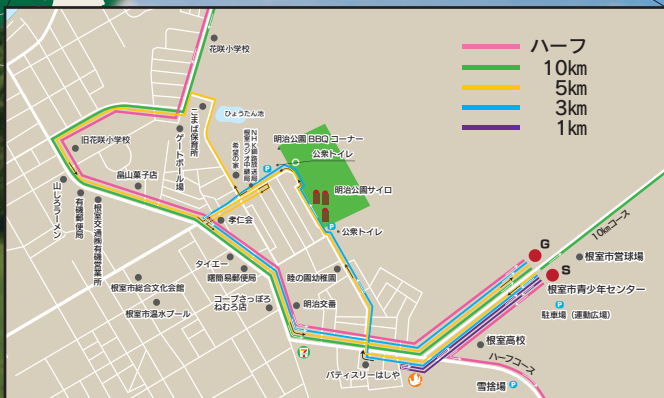 花咲小学校
ハーフ
10km
5km
3km
1km
ひょうたん池
こまば保育所
ゲートボール場
旧花咲小学校
希望の家
NHK釧路放送局
根室ラジオ中継局
P
明治公園 BBQ コーナー
公衆トイレ
明治公園サイロ
P
公衆トイレ
畠山菓子店
山じろラーメン
有磯郵便局
根室交通㈱有磯営業所
孝仁会
タイエー
曙簡易郵便局
睦の園幼稚園
根室市総合文化会館
根室市温水プール
コープさっぽろ
ねむろ店
明治交番
7
パティスリーはしや
10kmコース
G
根室市営球場
S
根室市青少年センター
P
駐車場（運動広場）
根室高校
ハーフコース
雪捨場 P